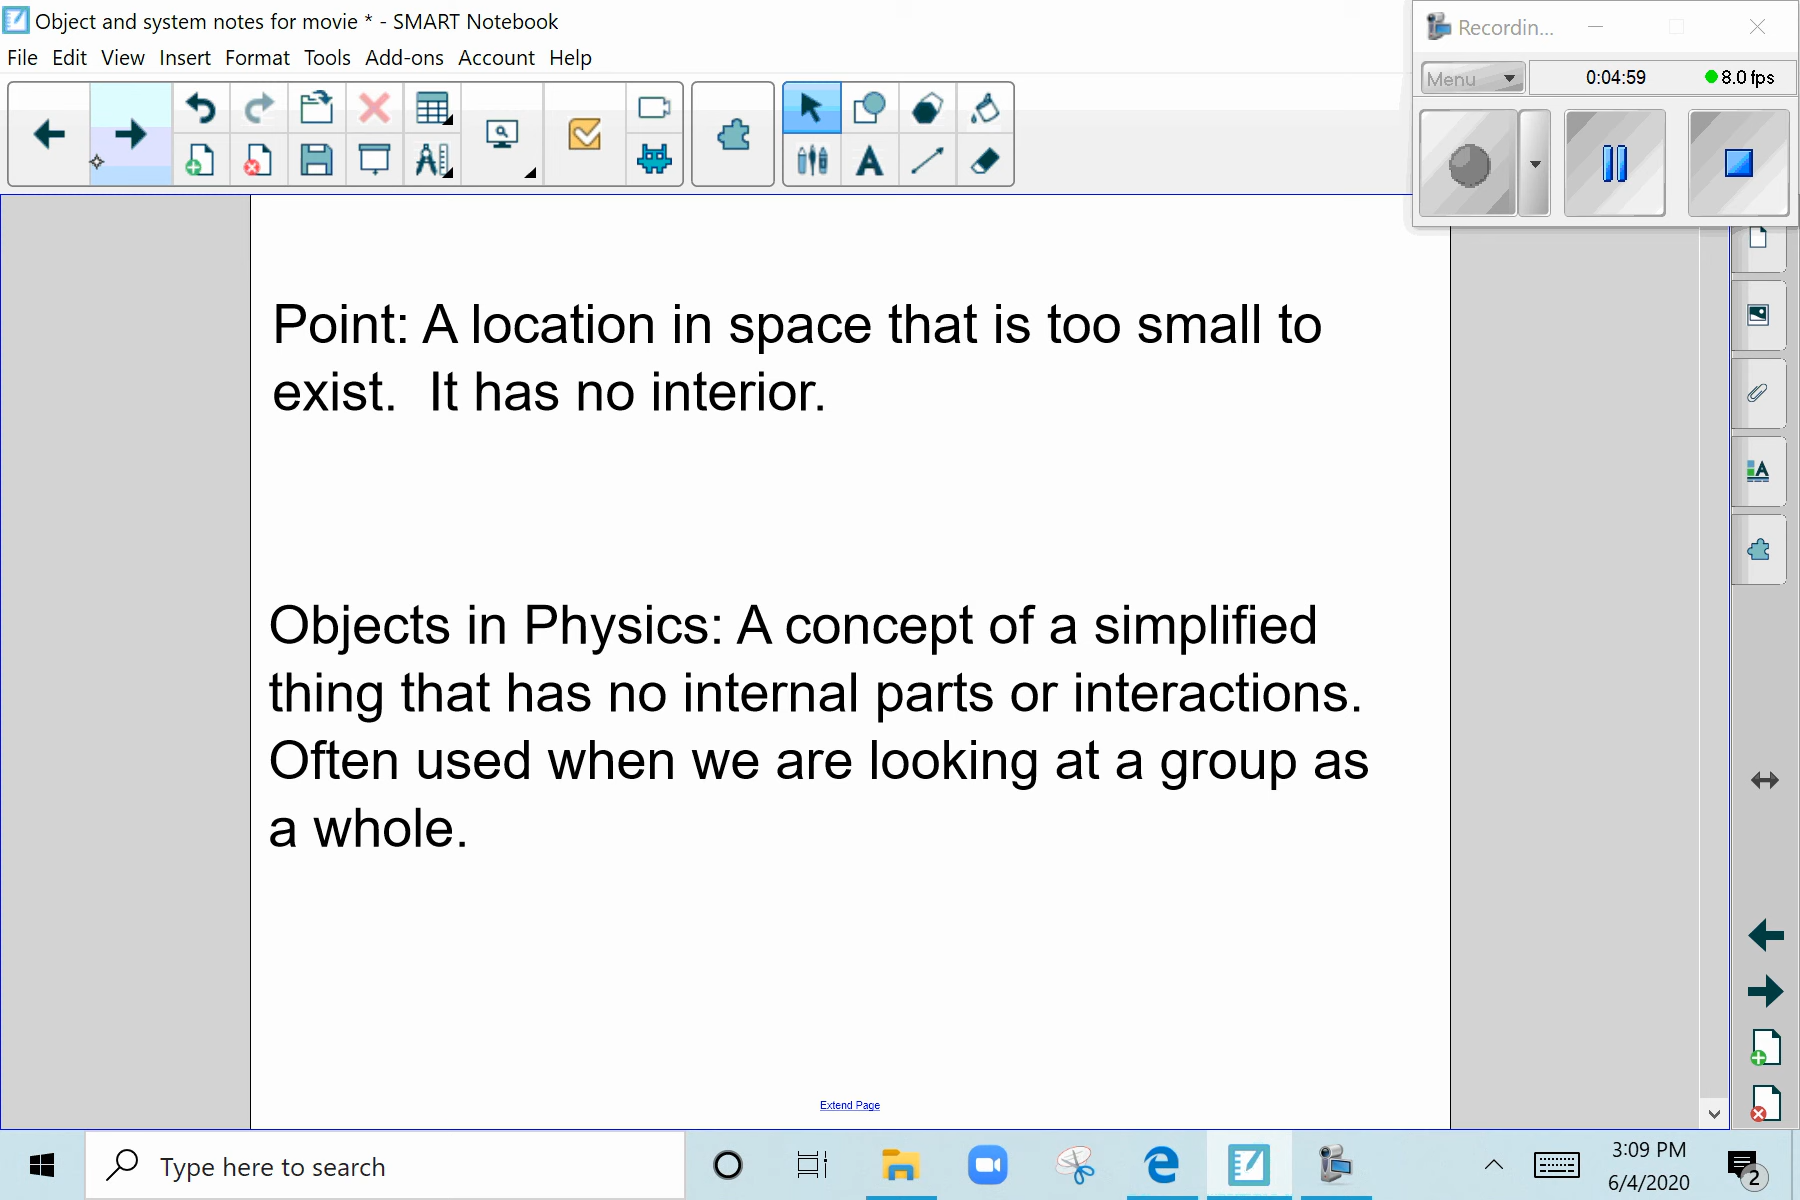 Object and system notes for movie * - SMART Notebook
Recordin...
File Edit View Insert Format Tools Add-ons Account Help
Menu
0:04:59
8.0 fps
Point: A location in space that is too small to
exist.  It has no interior.
Objects in Physics: A concept of a simplified
thing that has no internal parts or interactions.
Often used when we are looking at a group as
a whole.
Extend Page
Type here to search
3:09 PM
6/4/2020
2